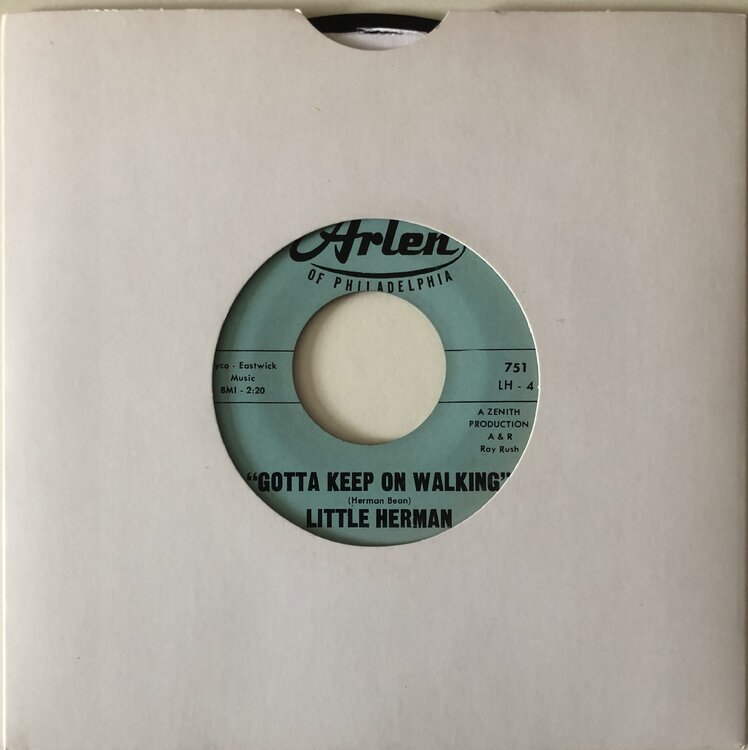 Arlen
OF PHILADELPHIA
Eastwick
Music
BMI - 2:20
751
LH - 4
A ZENITH
PRODUCTION
A & R
Ray Rush
"GOTTA KEEP ON WALKING"
(Herman Bean)
LITTLE HERMAN